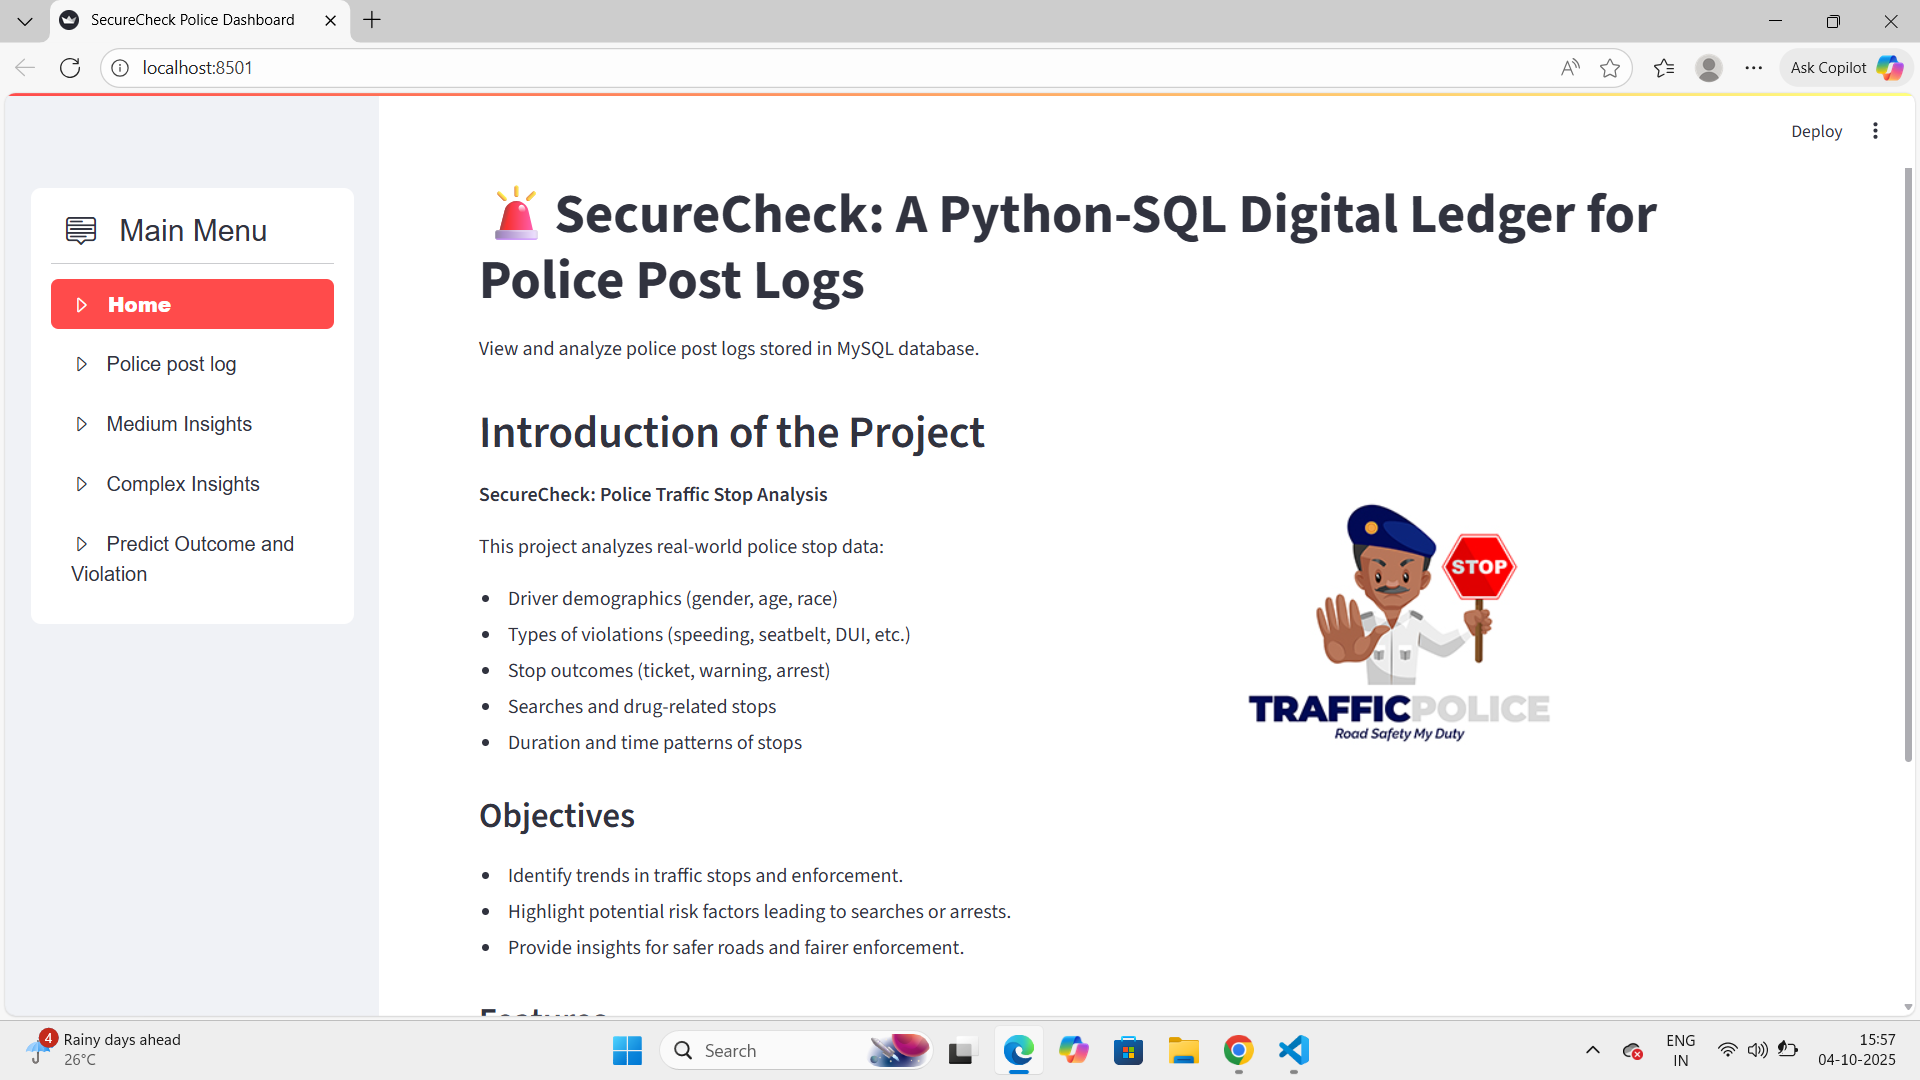 SecureCheck Police Dashboard
localhost:8501
Ask Copilot
Deploy
Main Menu
Home
Police post log
Medium Insights
Complex Insights
Predict Outcome and
Violation
SecureCheck: A Python-SQL Digital Ledger for
Police Post Logs
View and analyze police post logs stored in MySQL database.
Introduction of the Project
SecureCheck: Police Traffic Stop Analysis
This project analyzes real-world police stop data:
• Driver demographics (gender, age, race)
• Types of violations (speeding, seatbelt, DUI, etc.)
• Stop outcomes (ticket, warning, arrest)
• Searches and drug-related stops
• Duration and time patterns of stops
STOP
TRAFFICPOLICE
Road Safety My Duty
Objectives
• Identify trends in traffic stops and enforcement.
• Highlight potential risk factors leading to searches or arrests.
• Provide insights for safer roads and fairer enforcement.
Features
4
Rainy days ahead
26°C
Search
ENG
IN
15:57
04-10-2025